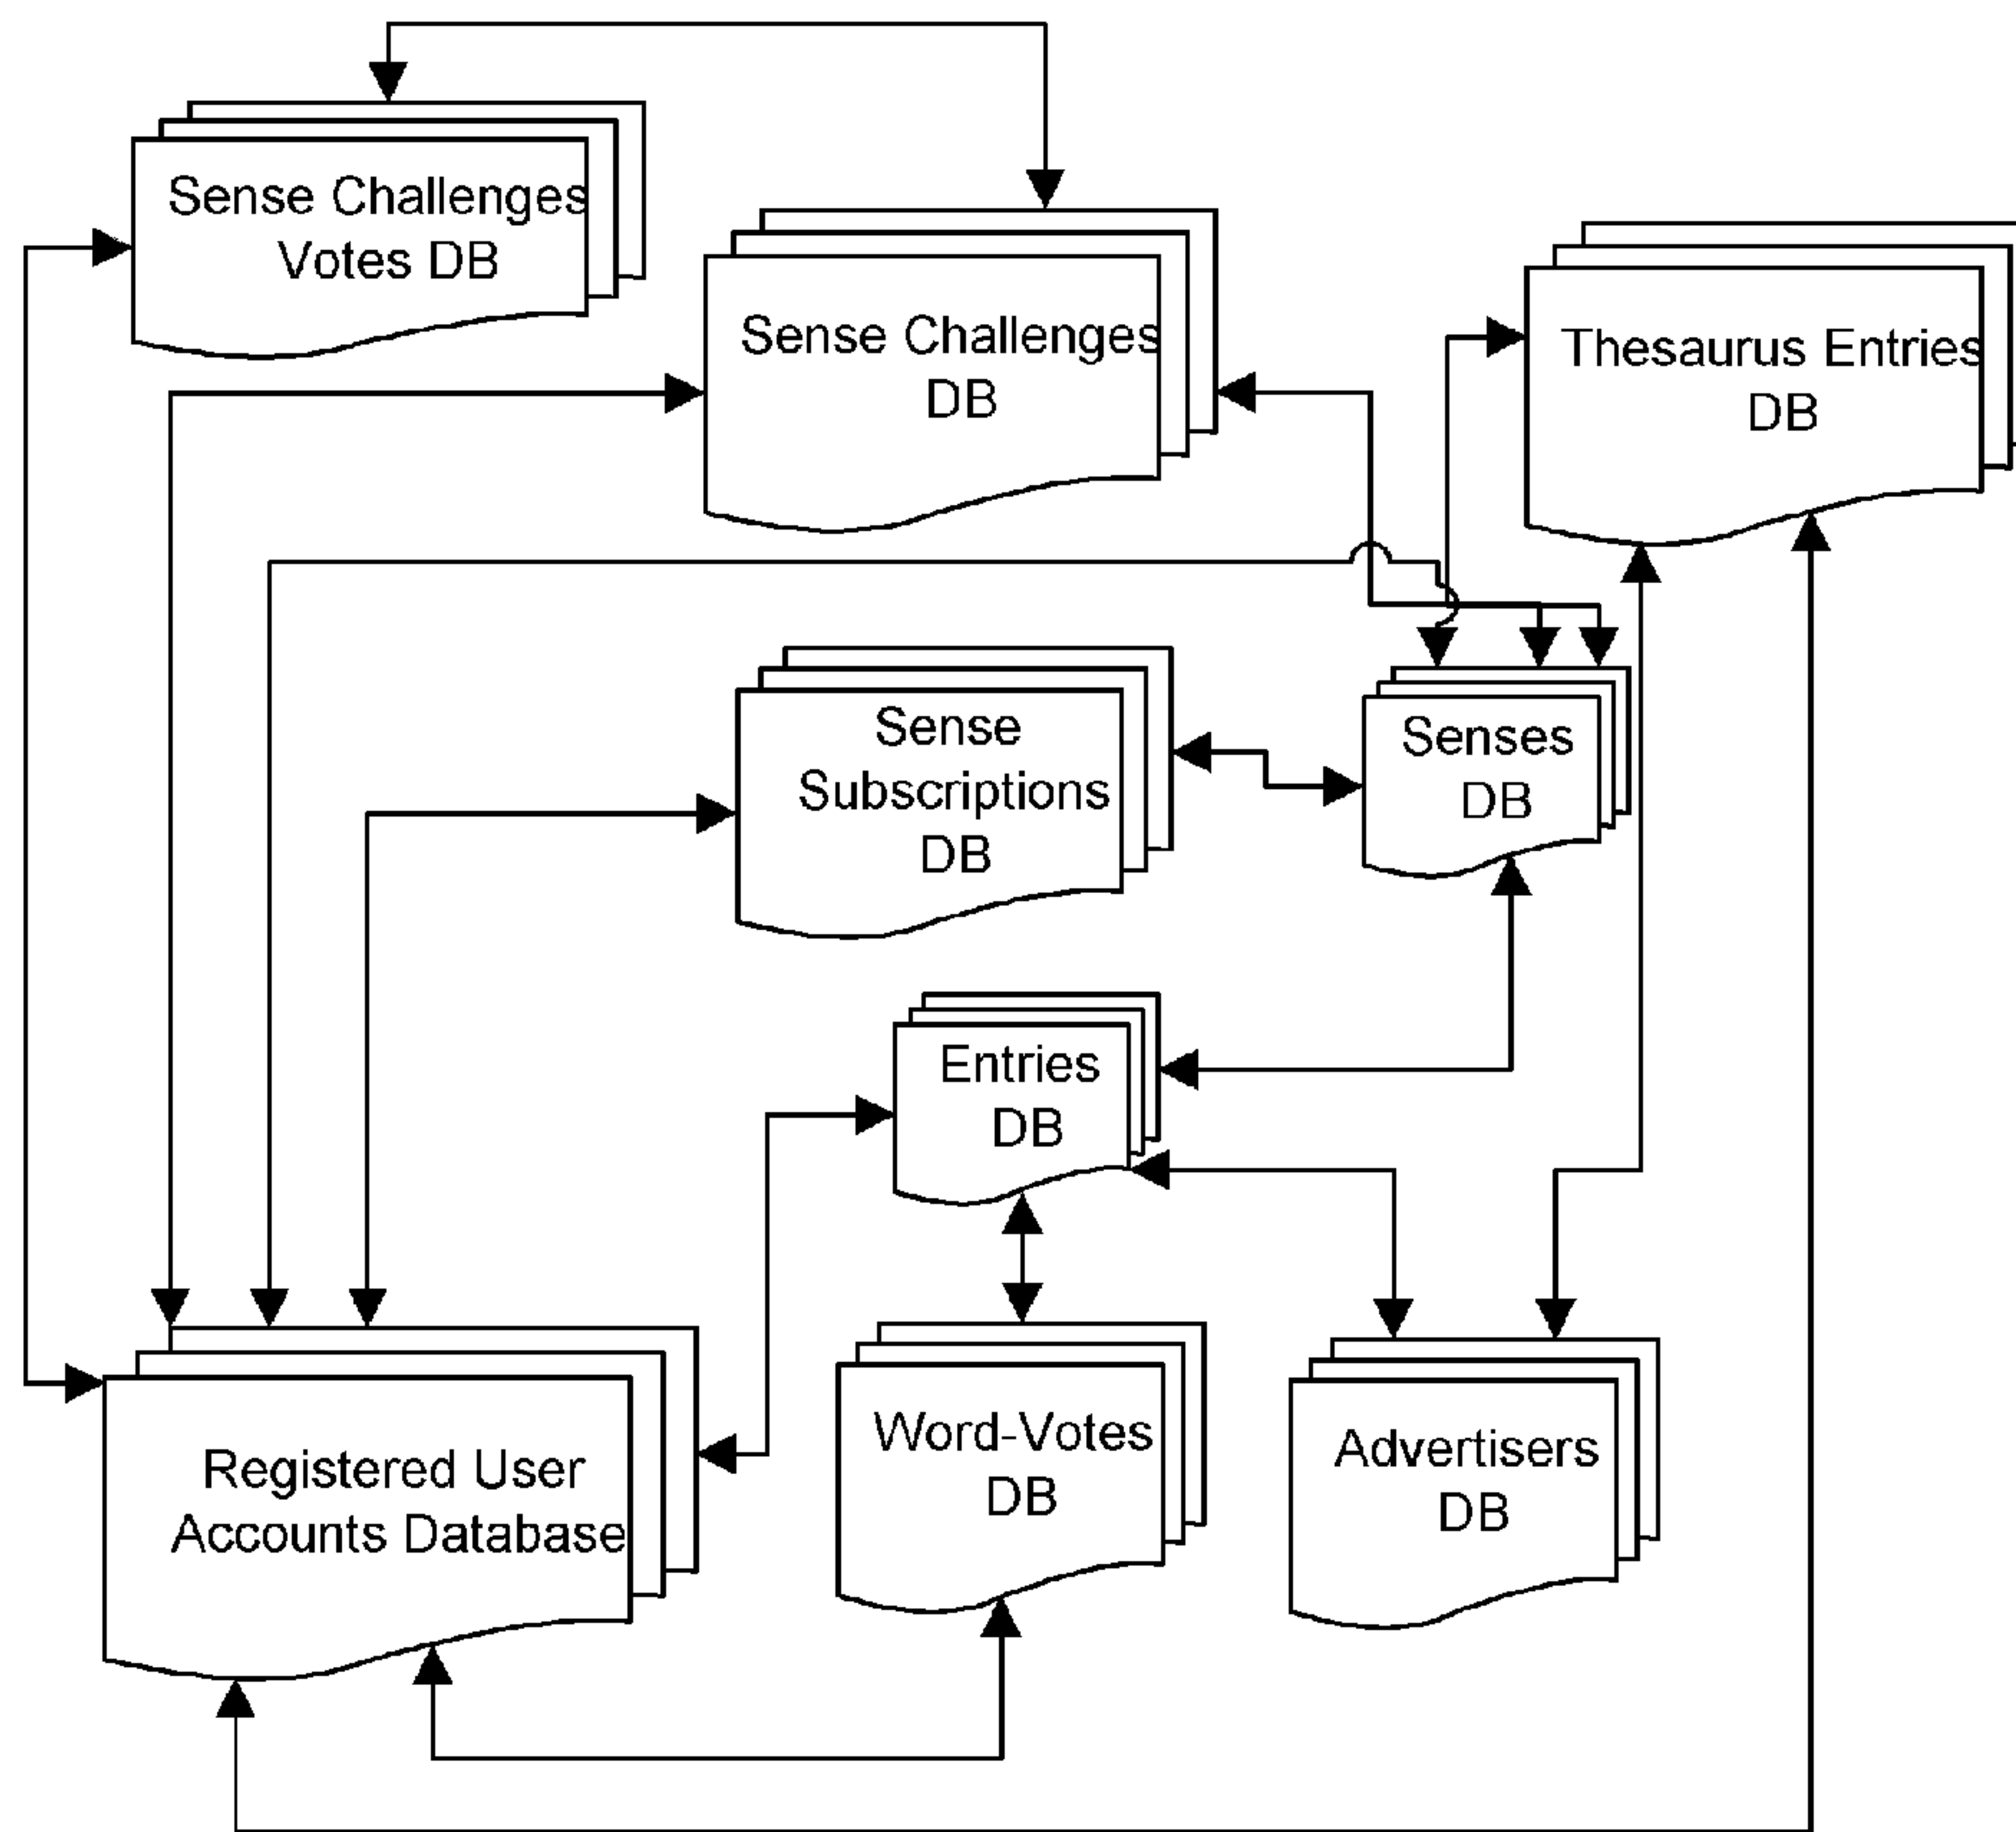 Sense Challenges
Votes DB
Sense Challenges
DB
Thesaurus Entries
DB
Sense
Subscriptions
DB
Senses
DB
Entries
DB
Registered User
Accounts Database
Word-Votes
DB
Advertisers
DB